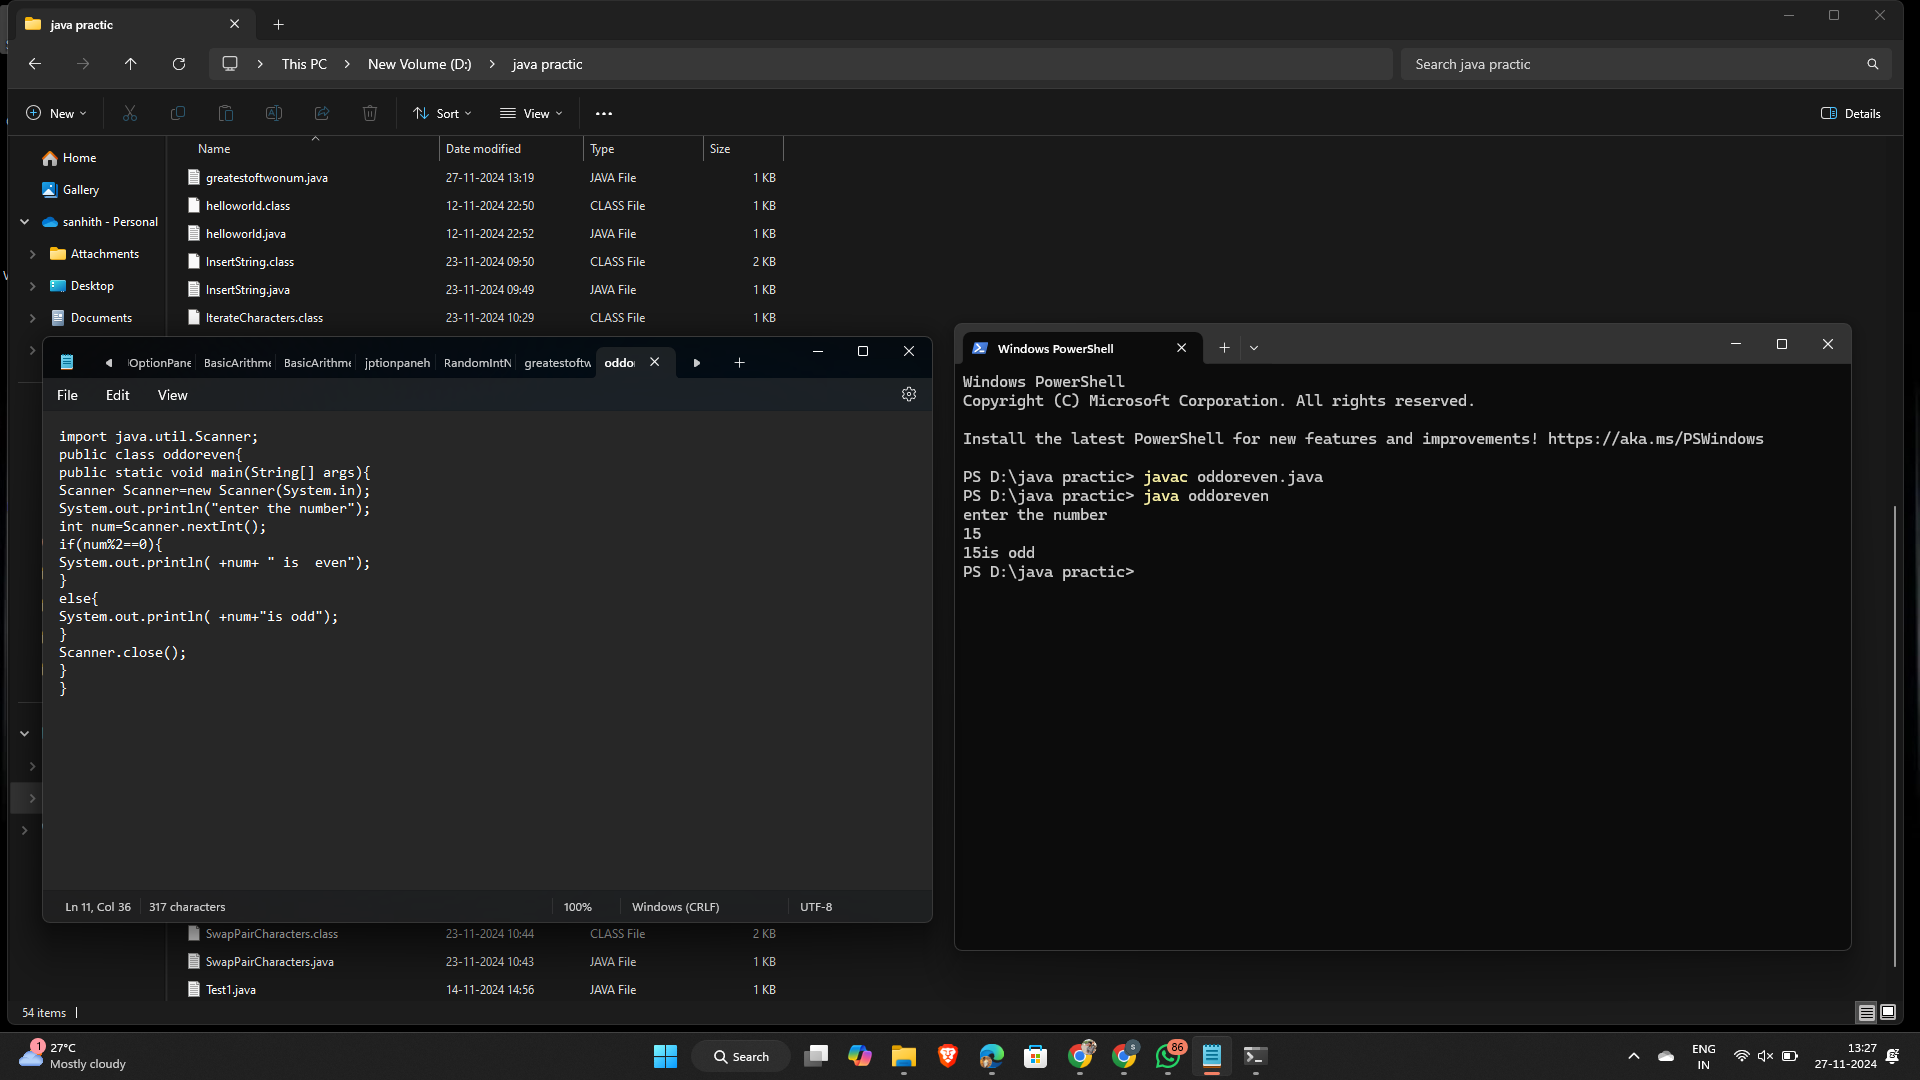 java practic
This PC > New Volume (D:) > java practic
Search java practic
New
Sort
View
Details
Name Date modified Type Size
Home
Gallery
sanhith - Personal
Attachments
Desktop
Documents
greatestoftwonum.java 27-11-2024 13:19 JAVA File 1 KB
helloworld.class 12-11-2024 22:50 CLASS File 1 KB
helloworld.java 12-11-2024 22:52 JAVA File 1 KB
InsertString.class 23-11-2024 09:50 CLASS File 2 KB
InsertString.java 23-11-2024 09:49 JAVA File 1 KB
IterateCharacters.class 23-11-2024 10:29 CLASS File 1 KB
OptionPane BasicArithme BasicArithme jptionpaneh RandomIntN greatestoftw oddo
File Edit View
import java.util.Scanner;
public class oddoreven{
public static void main(String[] args){
Scanner Scanner=new Scanner(System.in);
System.out.println("enter the number");
int num=Scanner.nextInt();
if(num%2==0){
System.out.println( +num+ " is  even");
}
else{
System.out.println( +num+"is odd");
}
Scanner.close();
}
}
Ln 11, Col 36 317 characters 100% Windows (CRLF) UTF-8
Windows PowerShell
Windows PowerShell
Copyright (C) Microsoft Corporation. All rights reserved.
Install the latest PowerShell for new features and improvements! https://aka.ms/PSWindows
PS D:\java practic> javac oddoreven.java
PS D:\java practic> java oddoreven
enter the number
15
15is odd
PS D:\java practic>
SwapPairCharacters.class 23-11-2024 10:44 CLASS File 2 KB
SwapPairCharacters.java 23-11-2024 10:43 JAVA File 1 KB
Test1.java 14-11-2024 14:56 JAVA File 1 KB
54 items
1
27°C
Mostly cloudy
Search
S
86
ENG
IN
13:27
27-11-2024